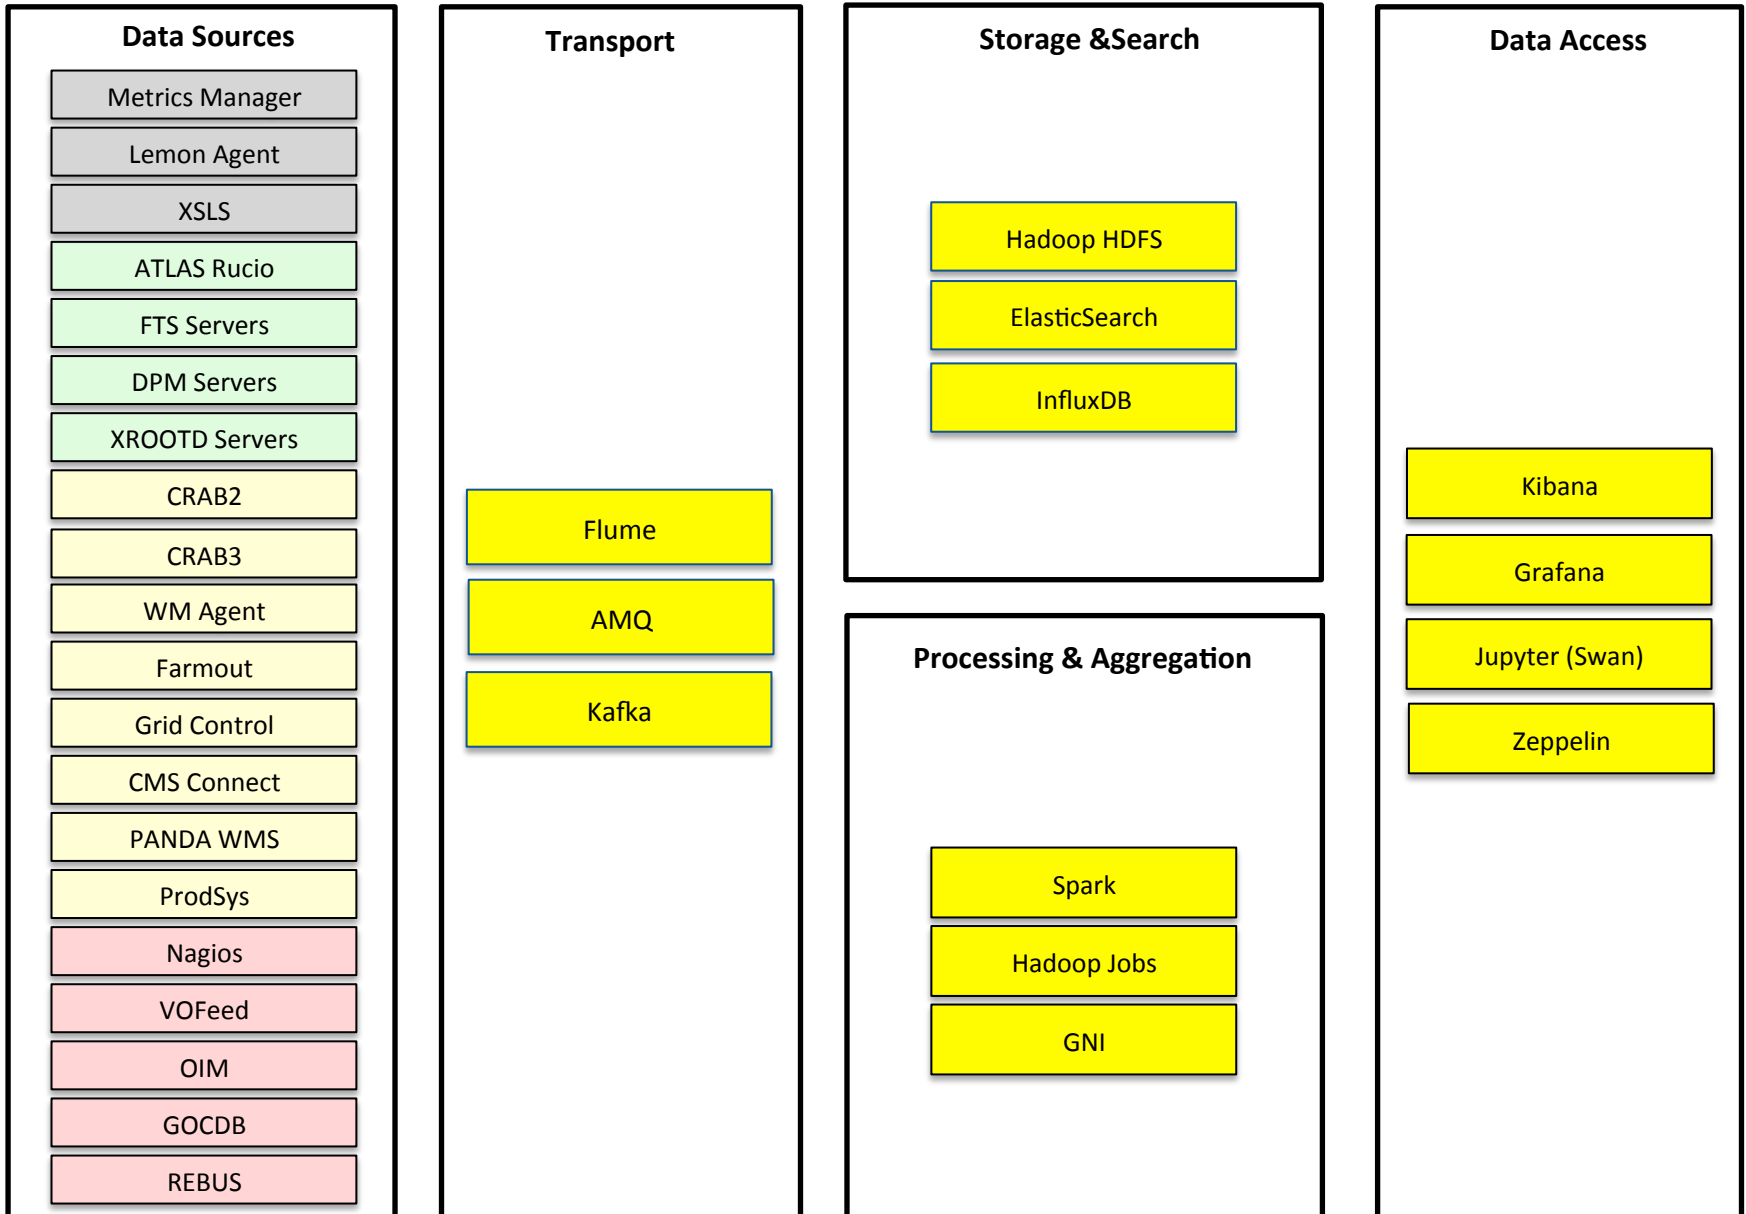 Data Sources
Metrics Manager
Lemon Agent
XSLS
ATLAS Rucio
FTS Servers
DPM Servers
XROOTD Servers
CRAB2
CRAB3
WM Agent
Farmout
Grid Control
CMS Connect
PANDA WMS
ProdSys
Nagios
VOFeed
OIM
GOCDB
REBUS
Transport
Flume
AMQ
Kafka
Storage &Search
Hadoop HDFS
ElasticSearch
InfluxDB
Processing & Aggregation
Spark
Hadoop Jobs
GNI
Data Access
Kibana
Grafana
Jupyter (Swan)
Zeppelin